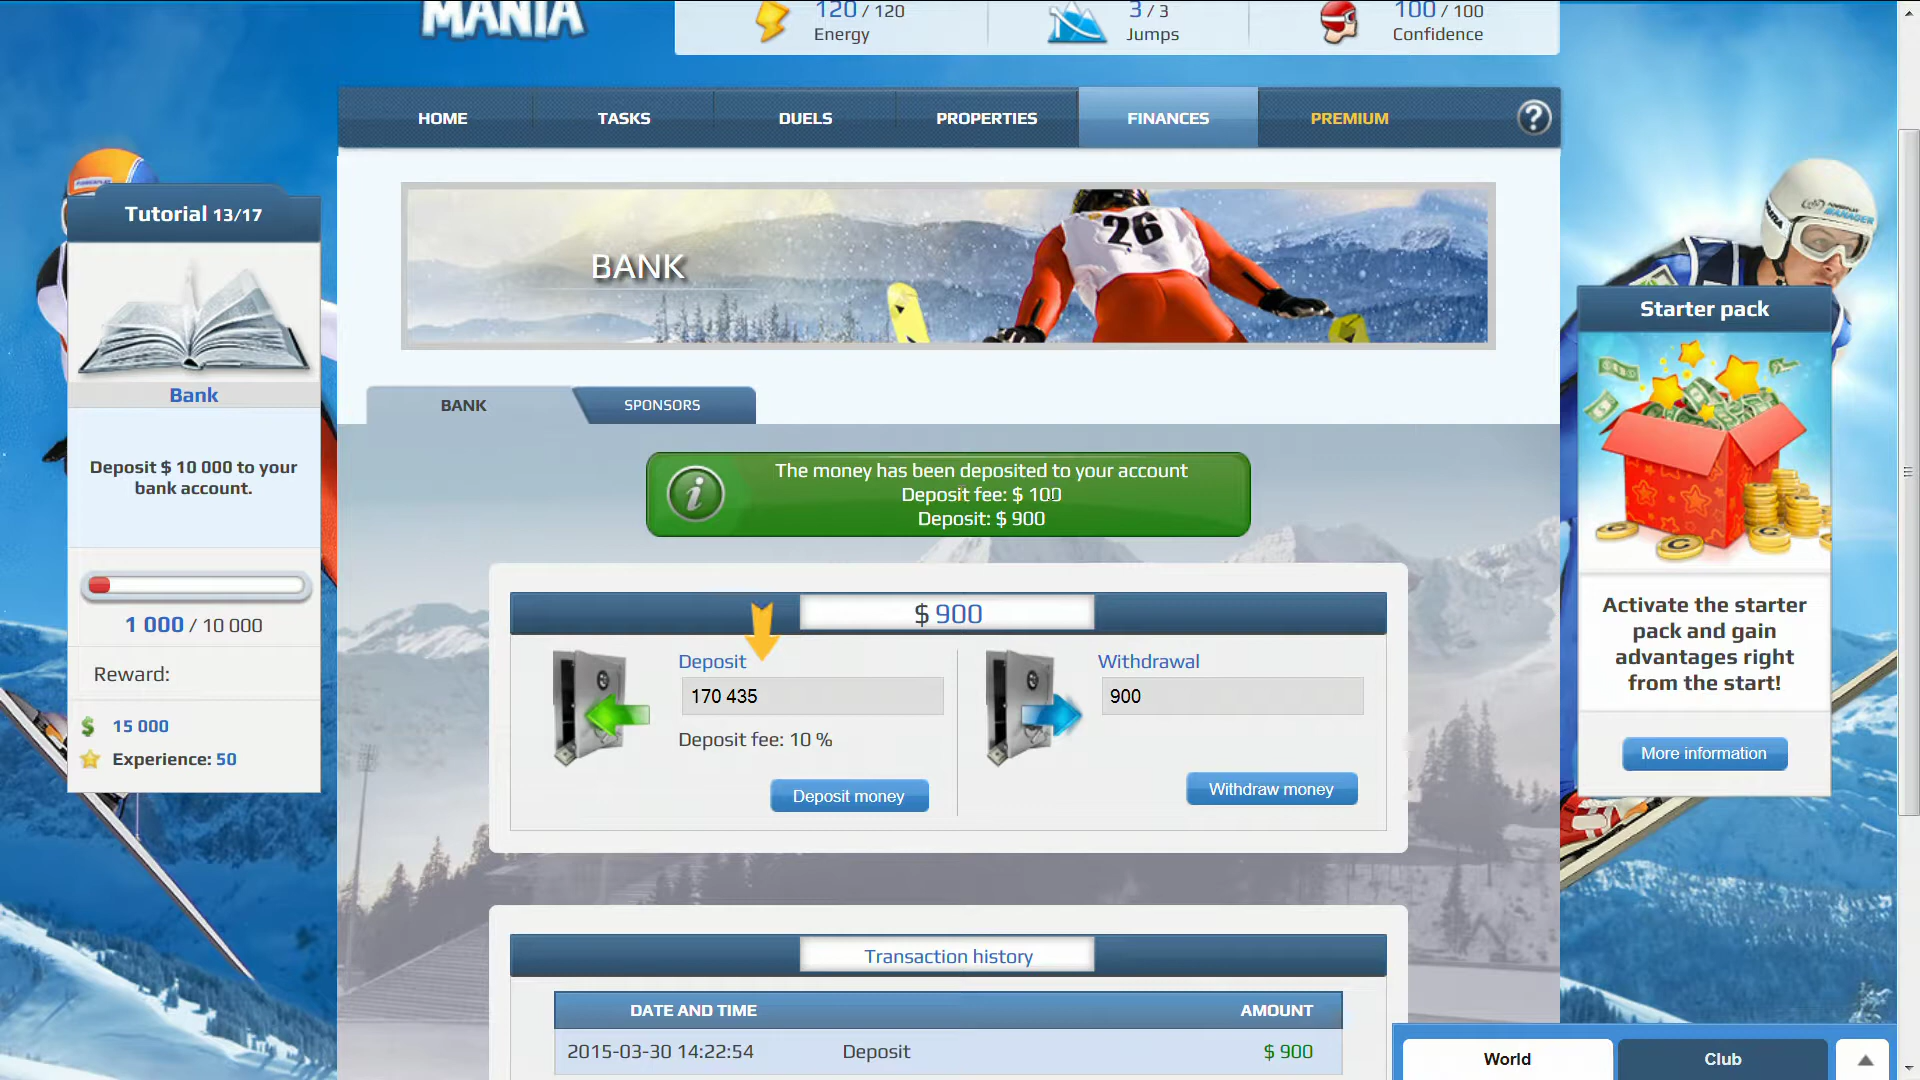 MANIA
120 / 120
Energy
3 / 3
Jumps
100 / 100
Confidence
HOME
TASKS
DUELS
PROPERTIES
FINANCES
PREMIUM
?
Tutorial 13/17
Bank
Deposit $ 10 000 to your
bank account.
1 000 / 10 000
Reward:
$ 15 000
Experience: 50
BANK
26
BANK
SPONSORS
i
The money has been deposited to your account
Deposit fee: $ 100
Deposit: $ 900
$ 900
Deposit
170 435
Deposit fee: 10 %
Deposit money
Withdrawal
900
Withdraw money
Transaction history
DATE AND TIME
AMOUNT
2015-03-30 14:22:54
Deposit
$ 900
MANAGER
Starter pack
Activate the starter
pack and gain
advantages right
from the start!
More information
World
Club